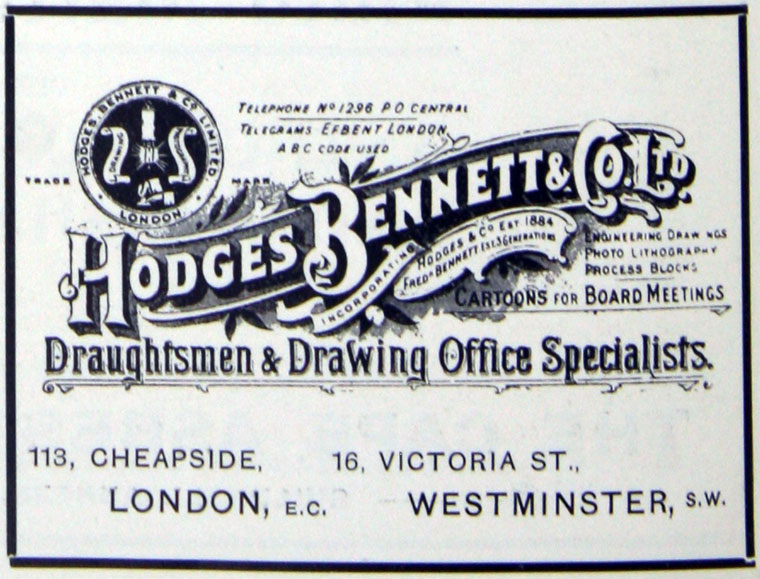 HODGES, BENNETT & Co LIMITED
LONDON
DRAWING
TRADE MARK
TELEPHONE No 1296 P O CENTRAL
TELEGRAMS EFBENT LONDON
A B C CODE USED
HODGES BENNETT & Co. LTD
INCORPORATING
HODGES & Co EST 1884
FREDK BENNETT EST. 3 GENERATIONS
ENGINEERING DRAWINGS
PHOTO LITHOGRAPHY
PROCESS BLOCKS
CARTOONS FOR BOARD MEETINGS
Draughtsmen & Drawing Office Specialists.
113, CHEAPSIDE,
LONDON, E.C.
16, VICTORIA ST.,
WESTMINSTER, S.W.